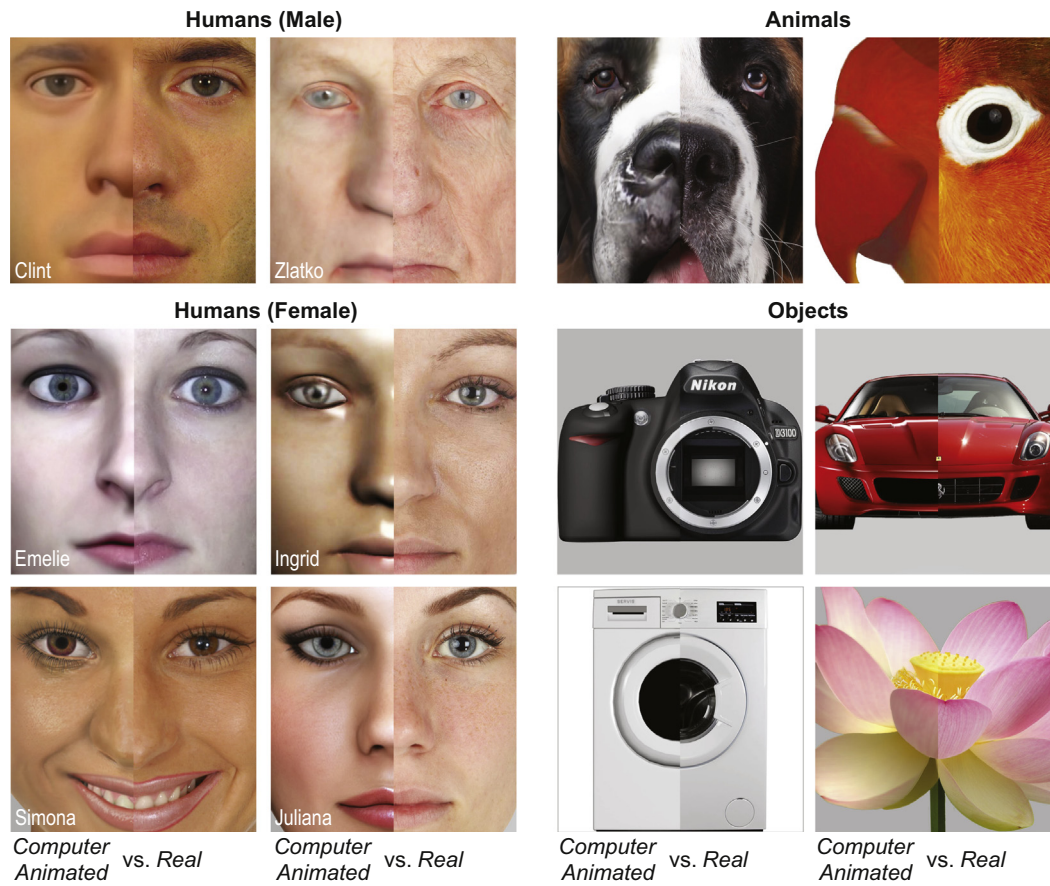 Humans (Male)
Animals
Clint
Zlatko
Humans (Female)
Objects
Nikon
D3100
Emelie
Ingrid
Simona
Juliana
Computer Animated vs. Real
Computer Animated vs. Real
Computer Animated vs. Real
Computer Animated vs. Real